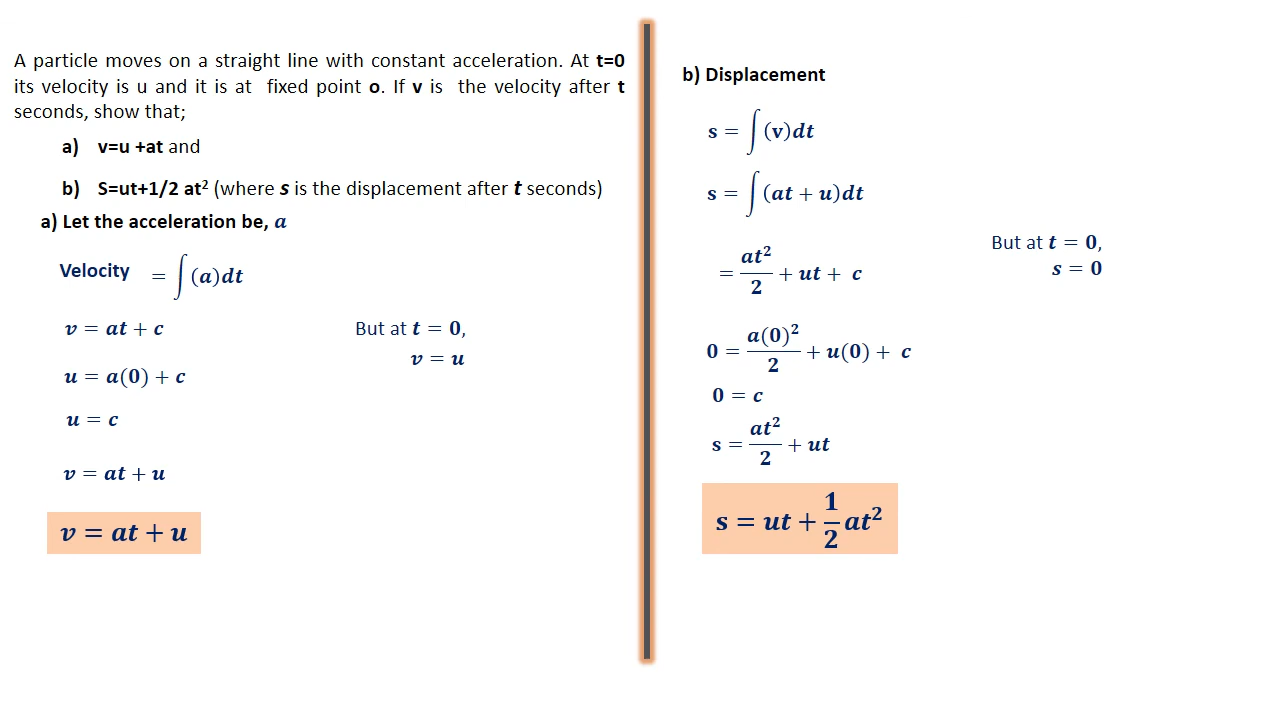 A particle moves on a straight line with constant acceleration. At t=0
its velocity is u and it is at fixed point o. If v is the velocity after t
seconds, show that;
a) v=u +at and
b) S=ut+1/2 at² (where s is the displacement after t seconds)
a) Let the acceleration be, a
Velocity = ∫(a)dt
v = at + c
But at t = 0,
v = u
u = a(0) + c
u = c
v = at + u
v = at + u
b) Displacement
s = ∫(v)dt
s = ∫(at + u)dt
= at²/2 + ut + c
But at t = 0,
s = 0
0 = a(0)²/2 + u(0) + c
0 = c
s = at²/2 + ut
s = ut + 1/2 at²